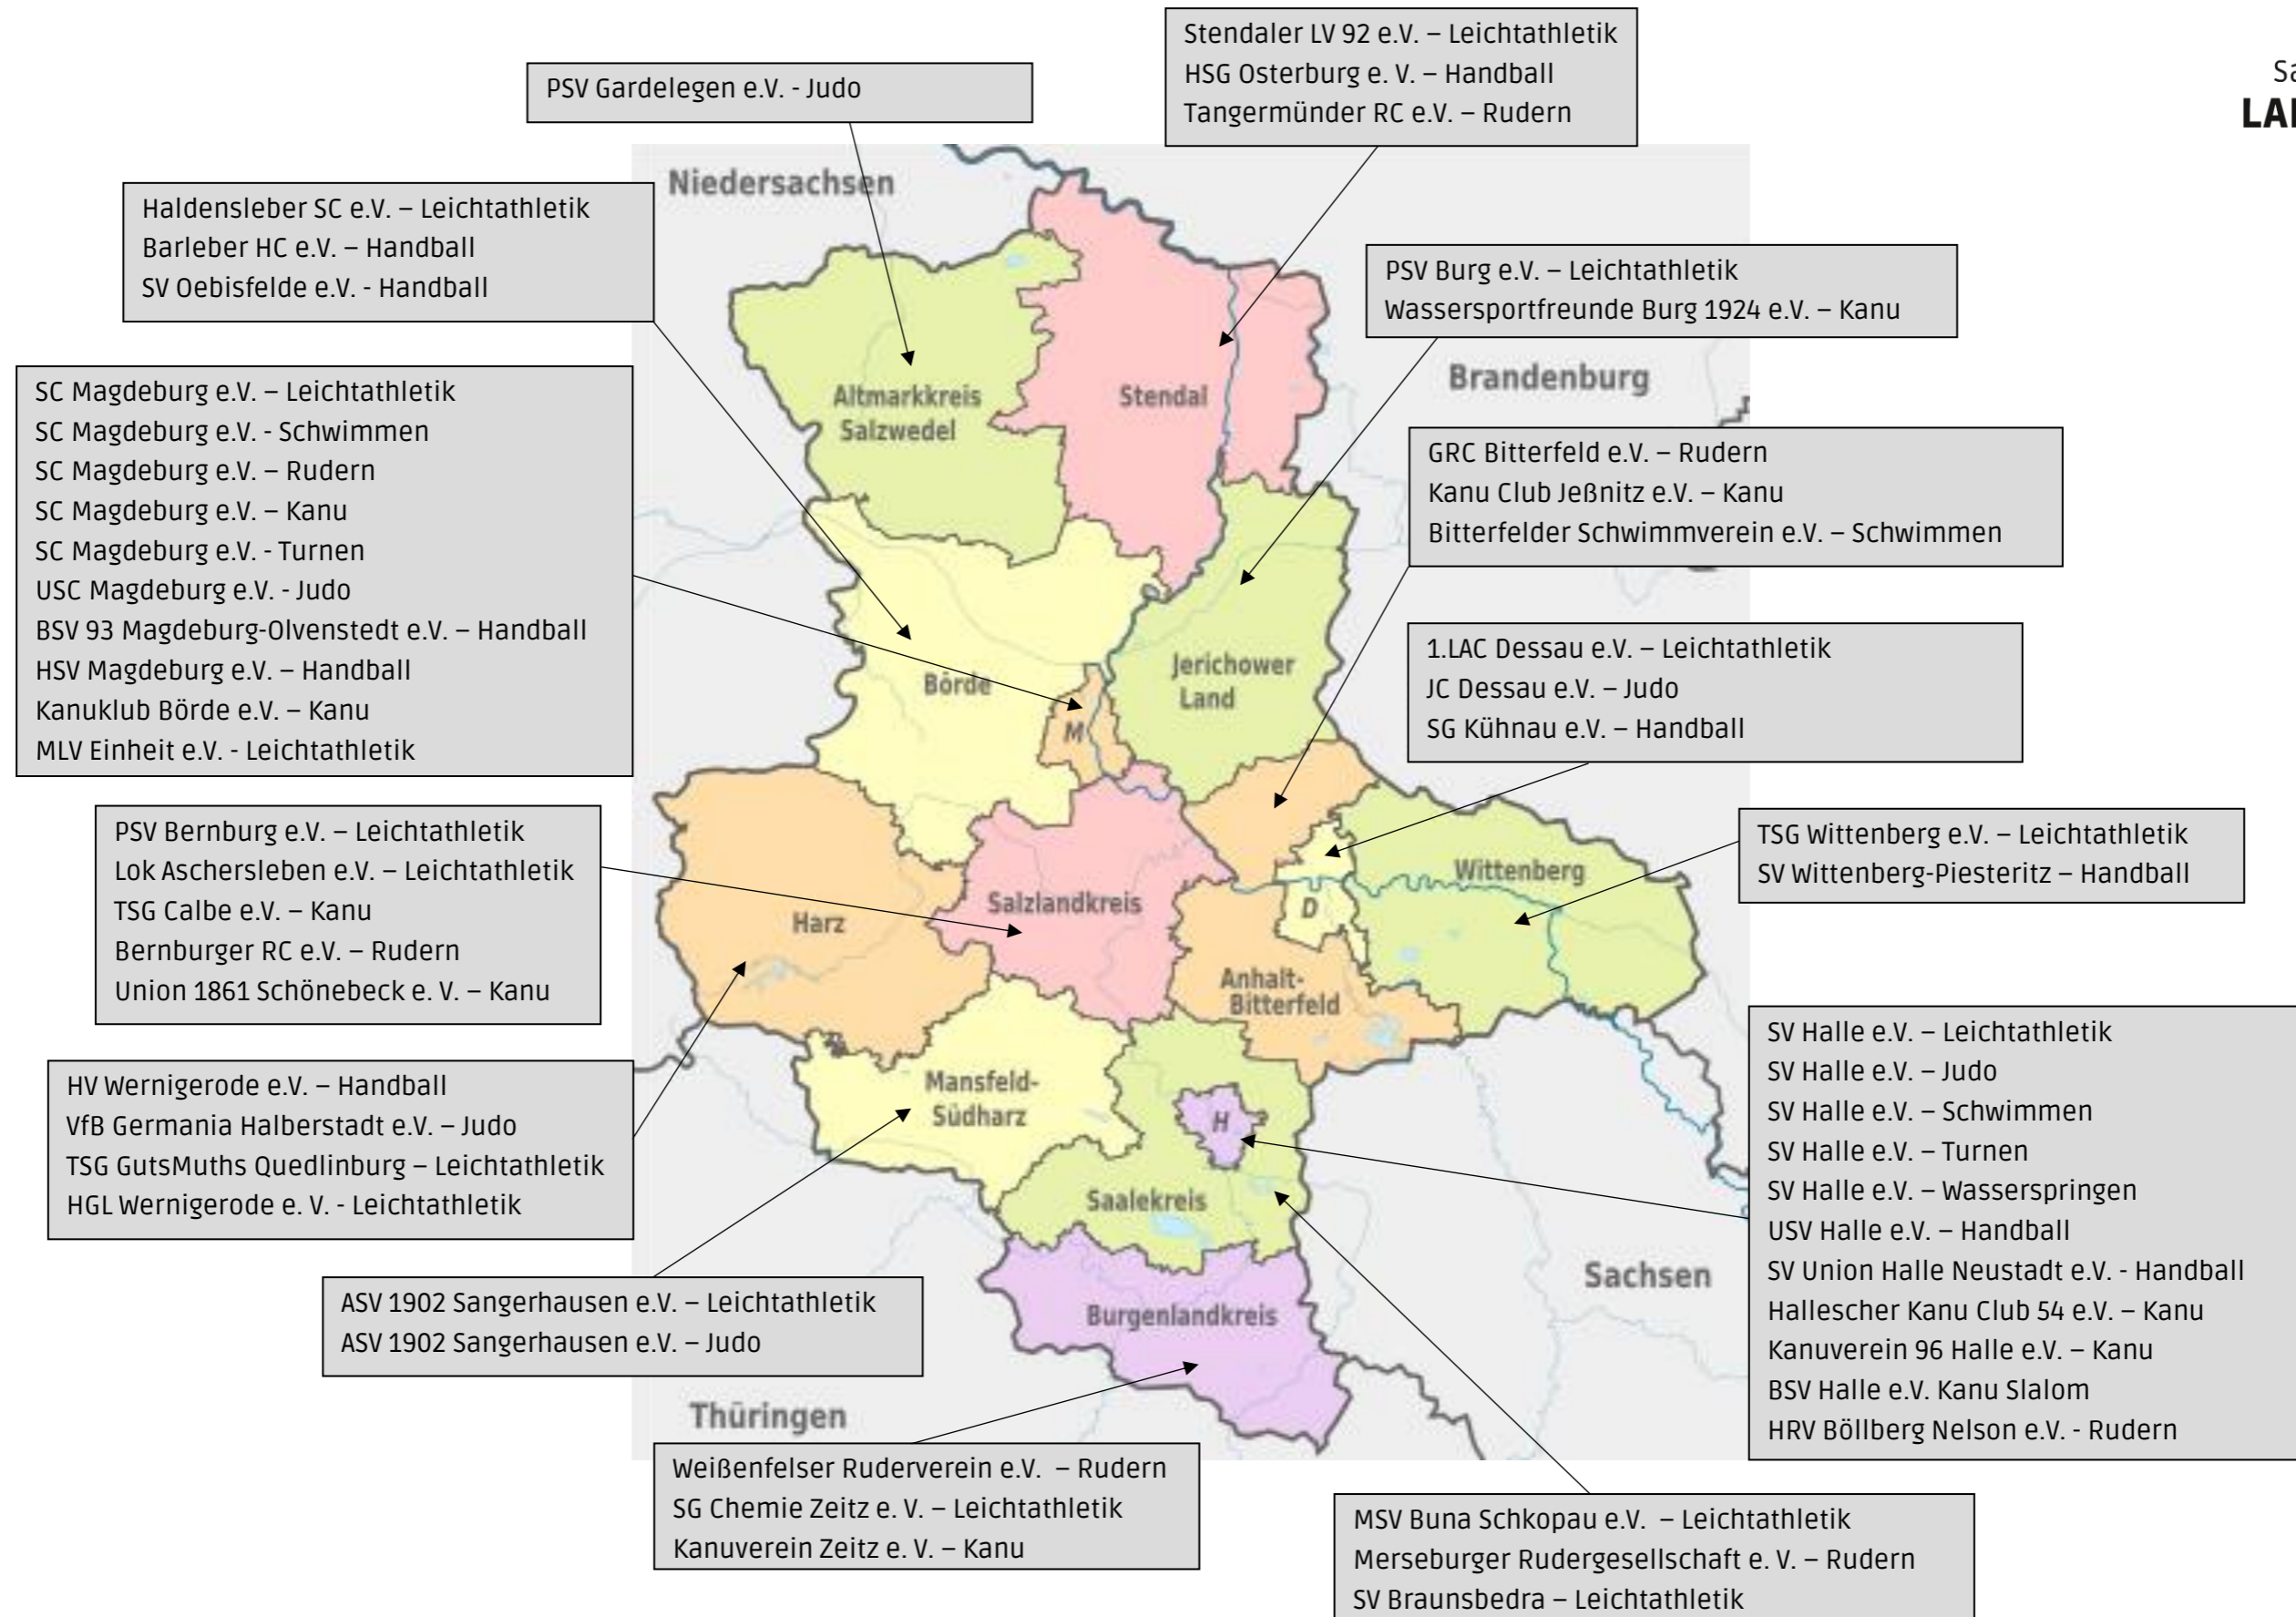 Stendaler LV 92 e.V. – Leichtathletik
HSG Osterburg e. V. – Handball
Tangermünder RC e.V. – Rudern
PSV Gardelegen e.V. - Judo
Haldensleber SC e.V. – Leichtathletik
Barleber HC e.V. – Handball
SV Oebisfelde e.V. - Handball
PSV Burg e.V. – Leichtathletik
Wassersportfreunde Burg 1924 e.V. – Kanu
SC Magdeburg e.V. – Leichtathletik
SC Magdeburg e.V. - Schwimmen
SC Magdeburg e.V. – Rudern
SC Magdeburg e.V. – Kanu
SC Magdeburg e.V. - Turnen
USC Magdeburg e.V. - Judo
BSV 93 Magdeburg-Olvenstedt e.V. – Handball
HSV Magdeburg e.V. – Handball
Kanuklub Börde e.V. – Kanu
MLV Einheit e.V. - Leichtathletik
GRC Bitterfeld e.V. – Rudern
Kanu Club Jeßnitz e.V. – Kanu
Bitterfelder Schwimmverein e.V. – Schwimmen
1.LAC Dessau e.V. – Leichtathletik
JC Dessau e.V. – Judo
SG Kühnau e.V. – Handball
PSV Bernburg e.V. – Leichtathletik
Lok Aschersleben e.V. – Leichtathletik
TSG Calbe e.V. – Kanu
Bernburger RC e.V. – Rudern
Union 1861 Schönebeck e. V. – Kanu
TSG Wittenberg e.V. – Leichtathletik
SV Wittenberg-Piesteritz – Handball
HV Wernigerode e.V. – Handball
VfB Germania Halberstadt e.V. – Judo
TSG GutsMuths Quedlinburg – Leichtathletik
HGL Wernigerode e. V. - Leichtathletik
SV Halle e.V. – Leichtathletik
SV Halle e.V. – Judo
SV Halle e.V. – Schwimmen
SV Halle e.V. – Turnen
SV Halle e.V. – Wasserspringen
USV Halle e.V. – Handball
SV Union Halle Neustadt e.V. - Handball
Hallescher Kanu Club 54 e.V. – Kanu
Kanuverein 96 Halle e.V. – Kanu
BSV Halle e.V. Kanu Slalom
HRV Böllberg Nelson e.V. - Rudern
ASV 1902 Sangerhausen e.V. – Leichtathletik
ASV 1902 Sangerhausen e.V. – Judo
Weißenfelser Ruderverein e.V. – Rudern
SG Chemie Zeitz e. V. – Leichtathletik
Kanuverein Zeitz e. V. – Kanu
MSV Buna Schkopau e.V. – Leichtathletik
Merseburger Rudergesellschaft e. V. – Rudern
SV Braunsbedra – Leichtathletik
Niedersachsen
Brandenburg
Altmarkkreis
Salzwedel
Stendal
Jerichower
Land
Börde
M
Wittenberg
Salzlandkreis
Harz
D
Anhalt-
Bitterfeld
Mansfeld-
Südharz
H
Saalekreis
Burgenlandkreis
Sachsen
Thüringen